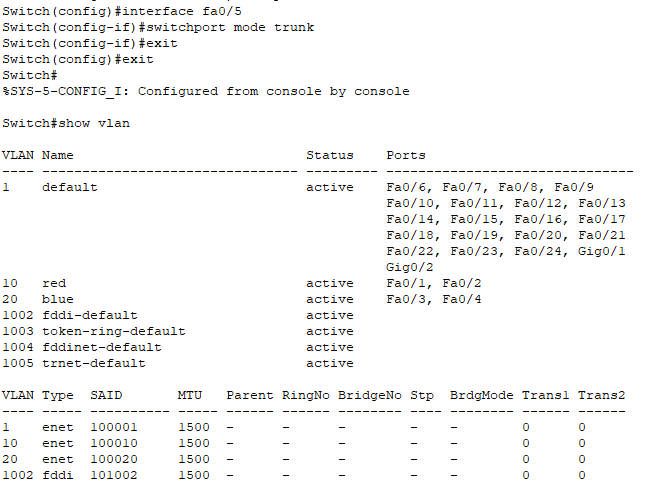 Switch(config)#interface fa0/5
Switch(config-if)#switchport mode trunk
Switch(config-if)#exit
Switch(config)#exit
Switch#
%SYS-5-CONFIG_I: Configured from console by console
Switch#show vlan
VLAN Name                             Status    Ports
---- -------------------------------- --------- -------------------------------
1    default                          active    Fa0/6, Fa0/7, Fa0/8, Fa0/9
                                                Fa0/10, Fa0/11, Fa0/12, Fa0/13
                                                Fa0/14, Fa0/15, Fa0/16, Fa0/17
                                                Fa0/18, Fa0/19, Fa0/20, Fa0/21
                                                Fa0/22, Fa0/23, Fa0/24, Gig0/1
                                                Gig0/2
10   red                              active    Fa0/1, Fa0/2
20   blue                             active    Fa0/3, Fa0/4
1002 fddi-default                     active
1003 token-ring-default               active
1004 fddinet-default                  active
1005 trnet-default                    active
VLAN Type  SAID       MTU   Parent RingNo BridgeNo Stp  BrdgMode Trans1 Trans2
---- ----- ---------- ----- ------ ------ -------- ---- -------- ------ ------
1    enet  100001     1500  -      -      -        -    -        0      0
10   enet  100010     1500  -      -      -        -    -        0      0
20   enet  100020     1500  -      -      -        -    -        0      0
1002 fddi  101002     1500  -      -      -        -    -        0      0